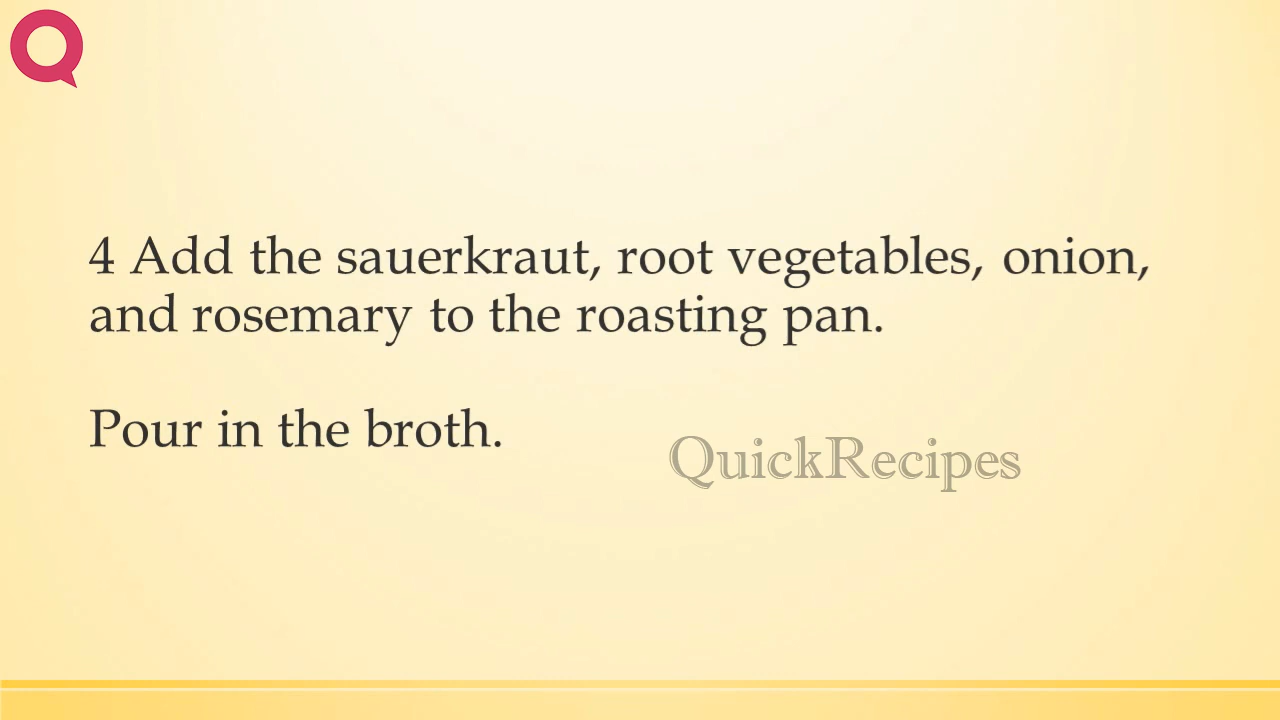 4 Add the sauerkraut, root vegetables, onion,
and rosemary to the roasting pan.
Pour in the broth.
QuickRecipes